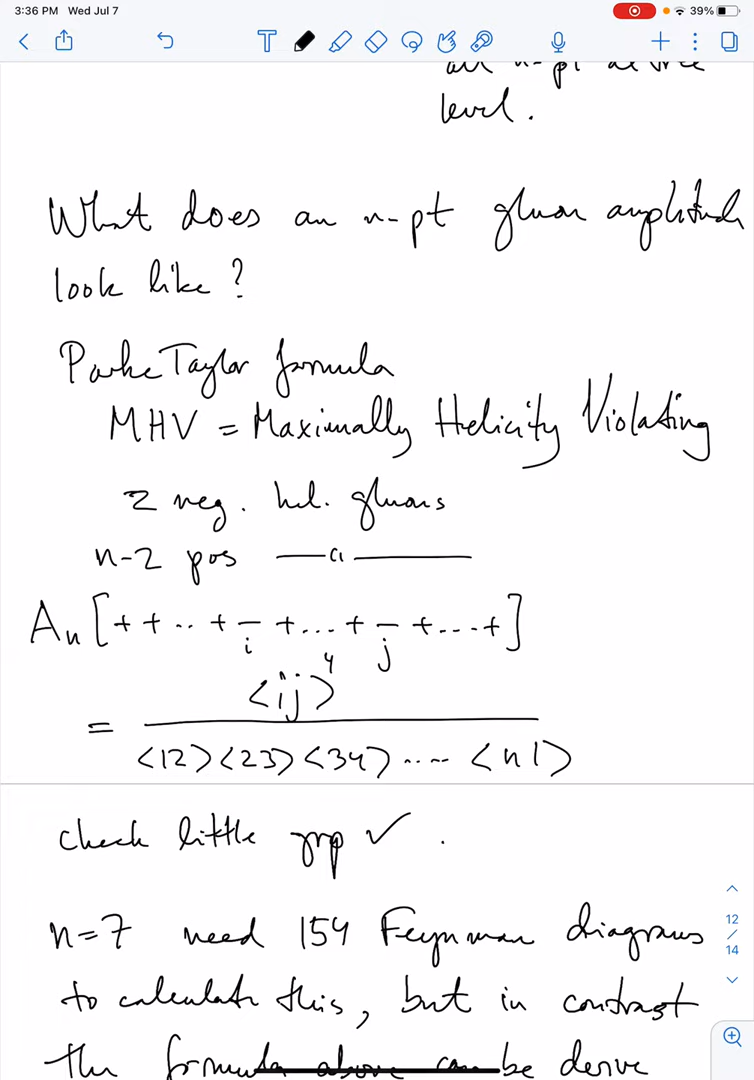 3:36 PM Wed Jul 7
39%
level.
What does an n-pt gluon amplitude
look like?
Parke Taylor formula
MHV = Maximally Helicity Violating
2 neg. hel. gluons
n-2 pos —"—
An[++..+ - +...+ - +...+]
i j
<ij>^4
=
<12><23><34>.... <n1>
check little grp ✓.
n=7 need 154 Feynman diagrams
to calculate this, but in contrast
the formula above can be derive
12
/
14